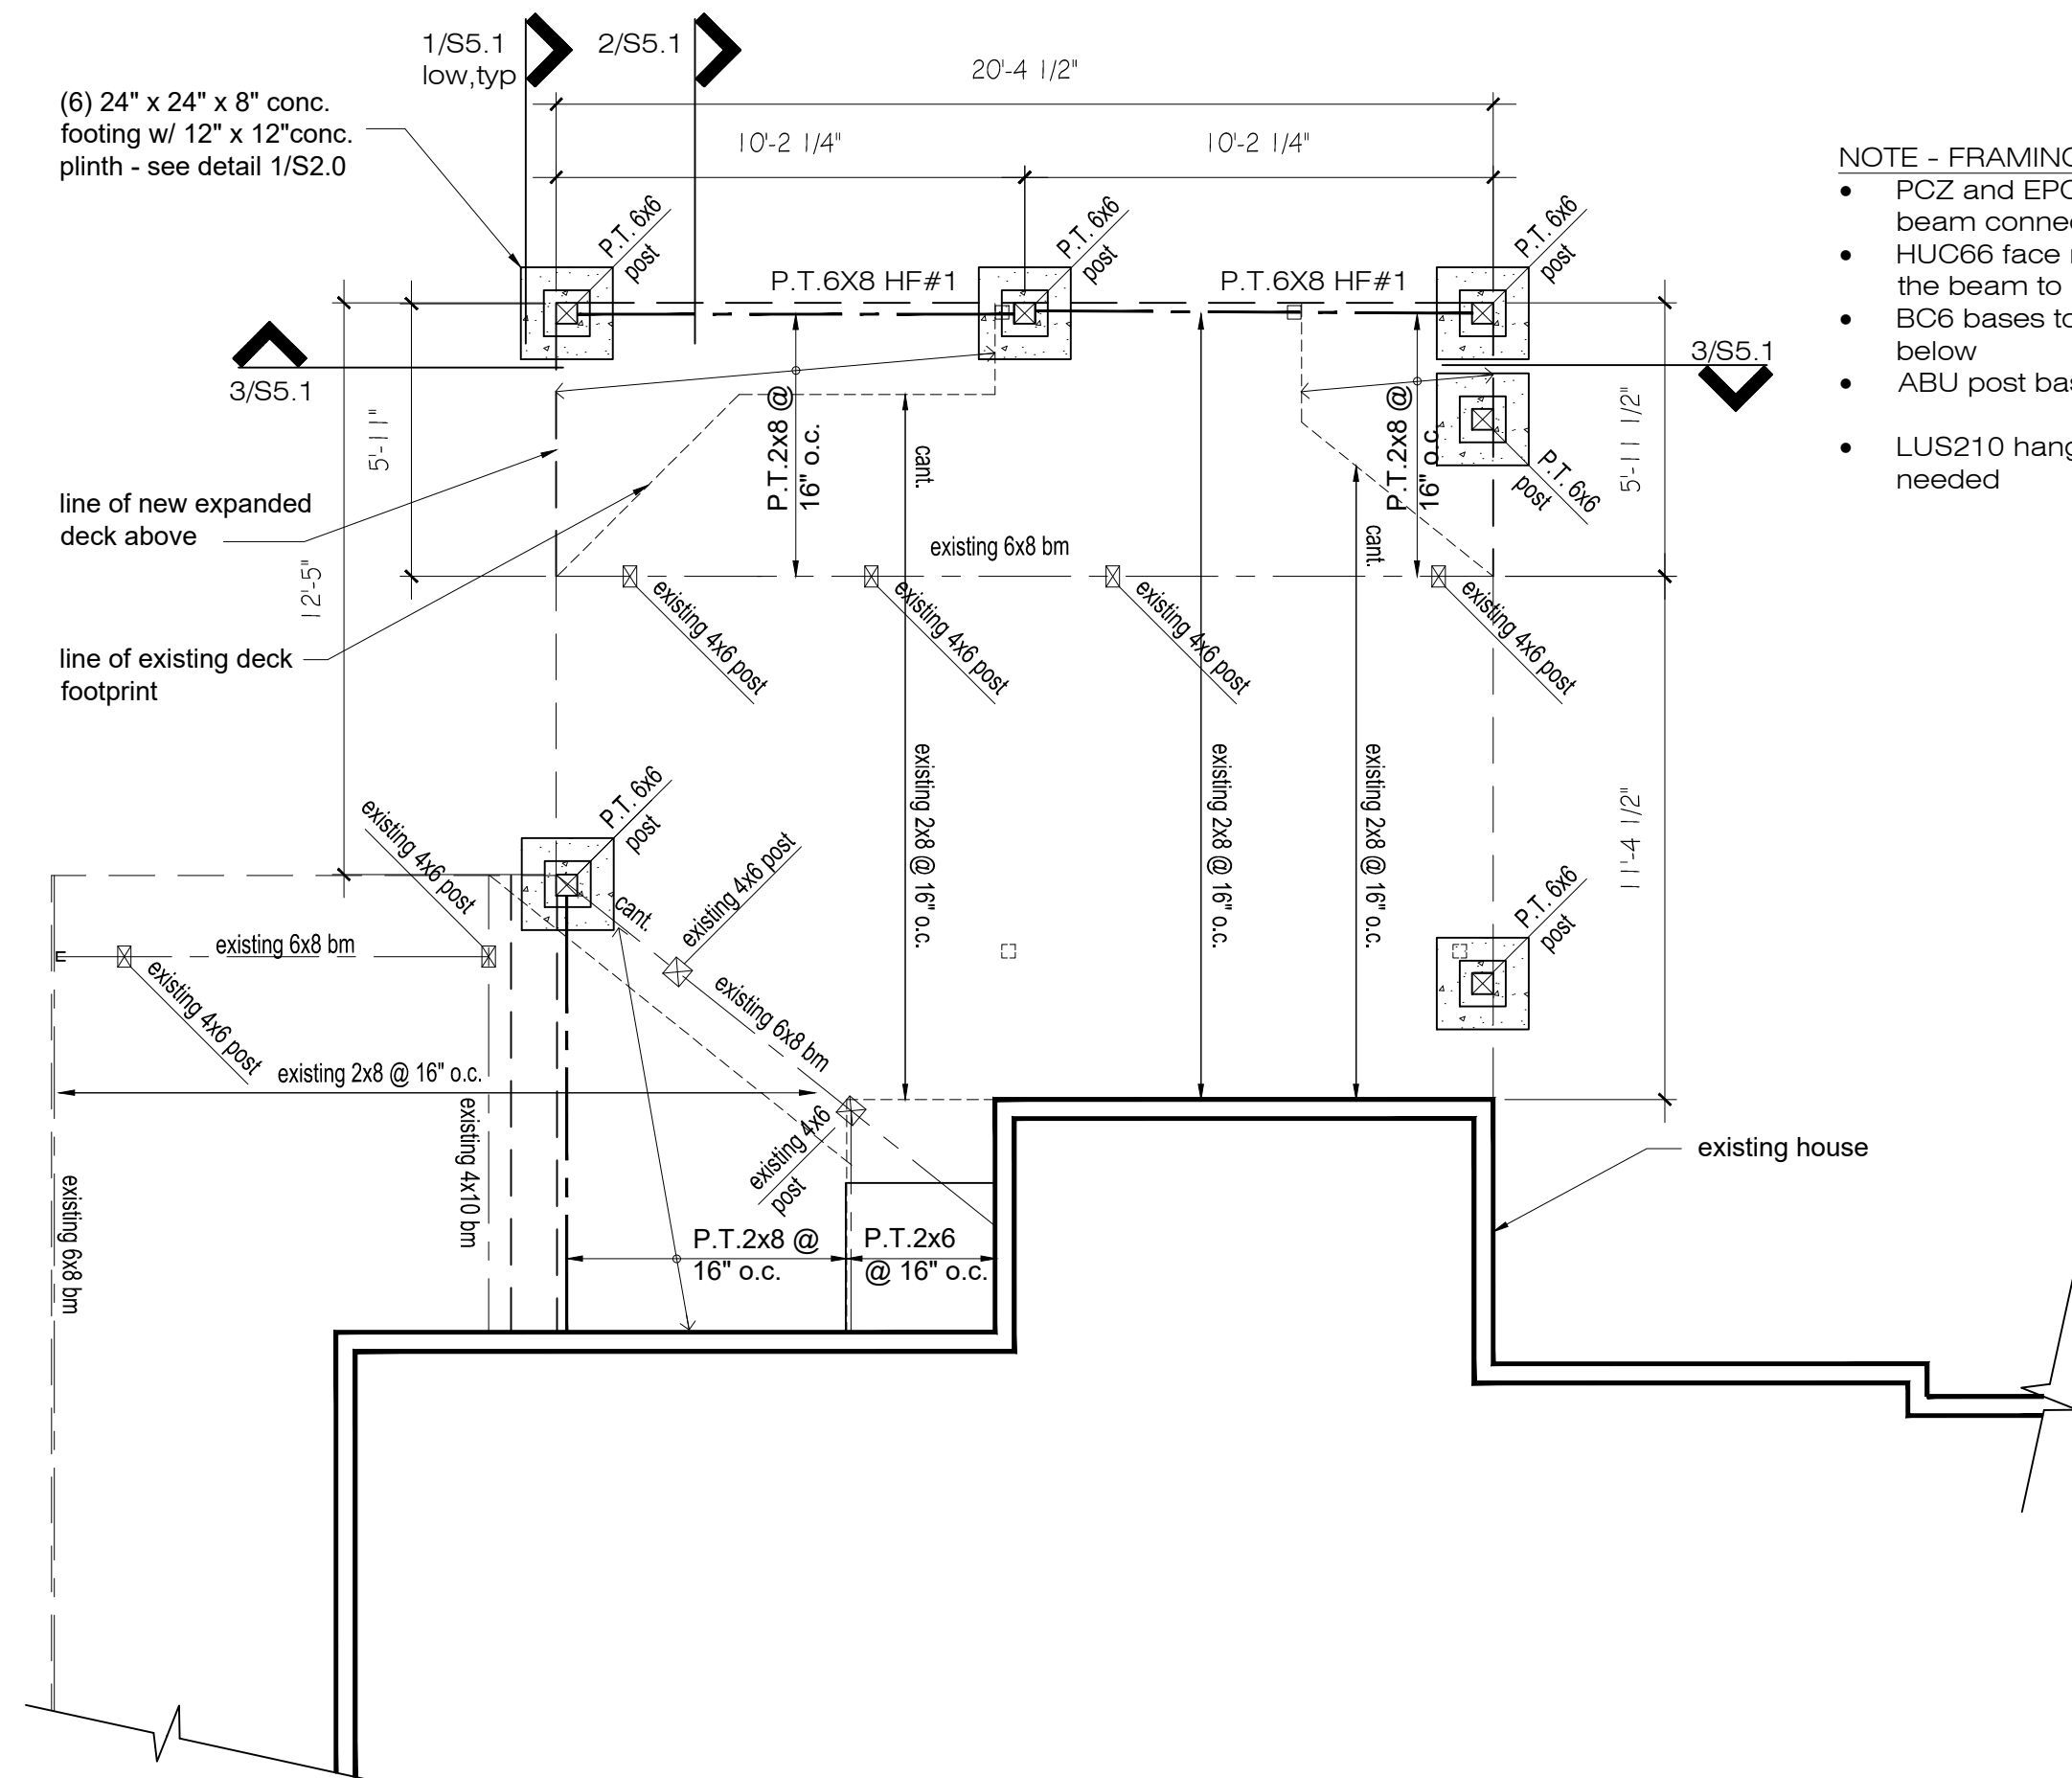 1/S5.1
low,typ
2/S5.1
20'-4 1/2"
(6) 24" x 24" x 8" conc.
footing w/ 12" x 12"conc.
plinth - see detail 1/S2.0
10'-2 1/4"
10'-2 1/4"
NOTE - FRAMING
PCZ and EPC
beam connec
HUC66 face
the beam to
BC6 bases to
below
ABU post bas
LUS210 hang
needed
P.T. 6x6
post
P.T. 6x6
post
P.T. 6x6
post
P.T.6X8 HF#1
P.T.6X8 HF#1
3/S5.1
3/S5.1
5'-11"
P.T.2x8 @
16" o.c.
cant.
P.T.2x8 @
16" o.c.
5'-11 1/2"
P.T. 6x6
post
line of new expanded
deck above
existing 6x8 bm
cant.
12'-5"
existing 4x6 post
existing 4x6 post
existing 4x6 post
existing 4x6 post
line of existing deck
footprint
P.T. 6x6
post
existing 4x6 post
existing 4x6 post
cant.
existing 2x8 @ 16" o.c.
existing 2x8 @ 16" o.c.
existing 2x8 @ 16" o.c.
11'-4 1/2"
P.T. 6x6
post
E
existing 6x8 bm
existing 4x6 post
existing 6x8 bm
existing 2x8 @ 16" o.c.
existing 4x10 bm
existing 4x6
post
existing house
existing 6x8 bm
P.T.2x8 @
16" o.c.
P.T.2x6
@ 16" o.c.